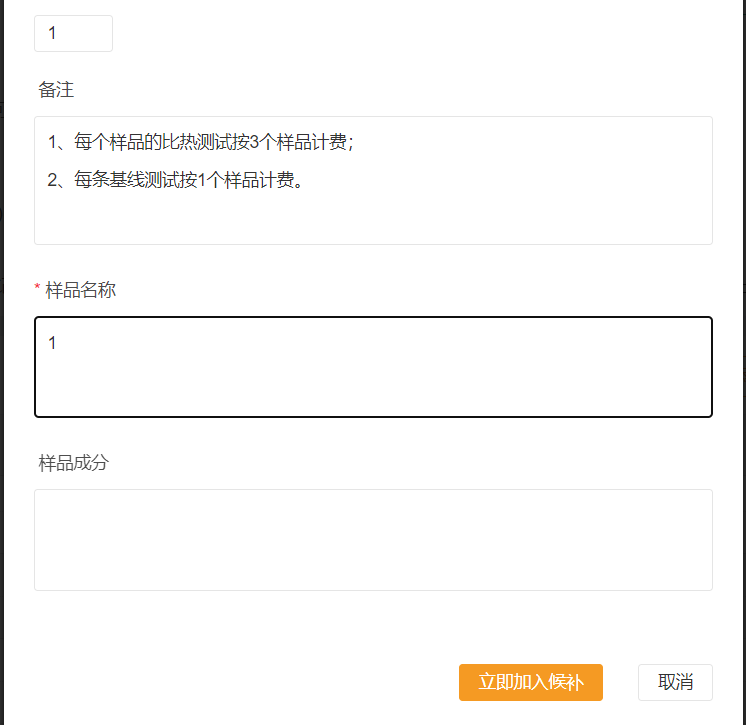 1
备注
1、每个样品的比热测试按3个样品计费；
2、每条基线测试按1个样品计费。
* 样品名称
1
样品成分
立即加入候补 取消